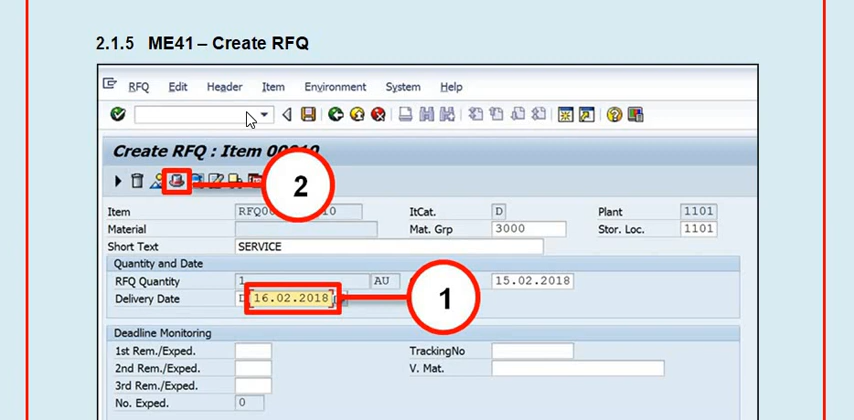 2.1.5 ME41 – Create RFQ
RFQ Edit Header Item Environment System Help
Create RFQ : Item 00010
2
Item RFQ00 10 ItCat. D Plant 1101
Material Mat. Grp 3000 Stor. Loc. 1101
Short Text SERVICE
Quantity and Date
RFQ Quantity 1 AU 15.02.2018
Delivery Date D 16.02.2018
1
Deadline Monitoring
1st Rem./Exped. TrackingNo
2nd Rem./Exped. V. Mat.
3rd Rem./Exped.
No. Exped. 0